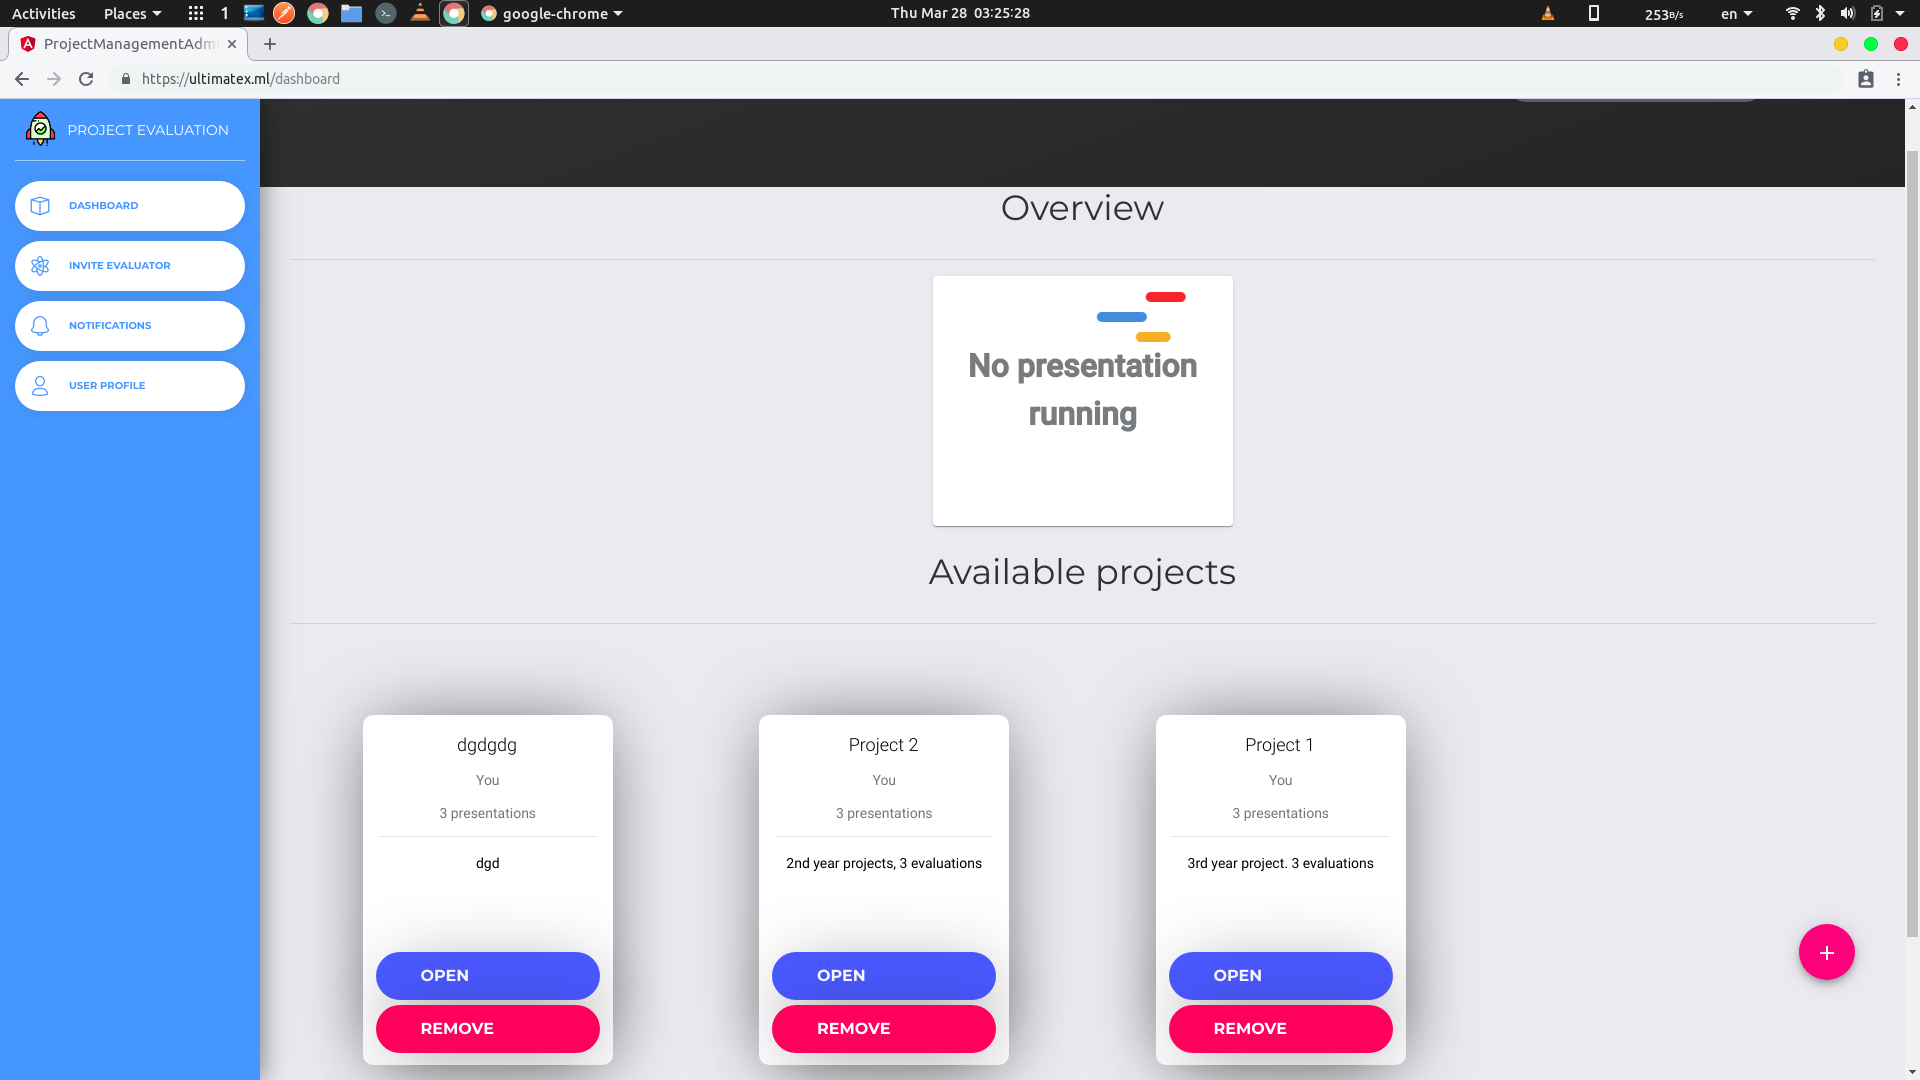 Activities
Places
1
google-chrome
Thu Mar 28 03:25:28
253B/s
en
ProjectManagementAdm
https://ultimatex.ml/dashboard
PROJECT EVALUATION
DASHBOARD
INVITE EVALUATOR
NOTIFICATIONS
USER PROFILE
Overview
No presentation
running
Available projects
dgdgdg
You
3 presentations
dgd
OPEN
REMOVE
Project 2
You
3 presentations
2nd year projects, 3 evaluations
OPEN
REMOVE
Project 1
You
3 presentations
3rd year project. 3 evaluations
OPEN
REMOVE